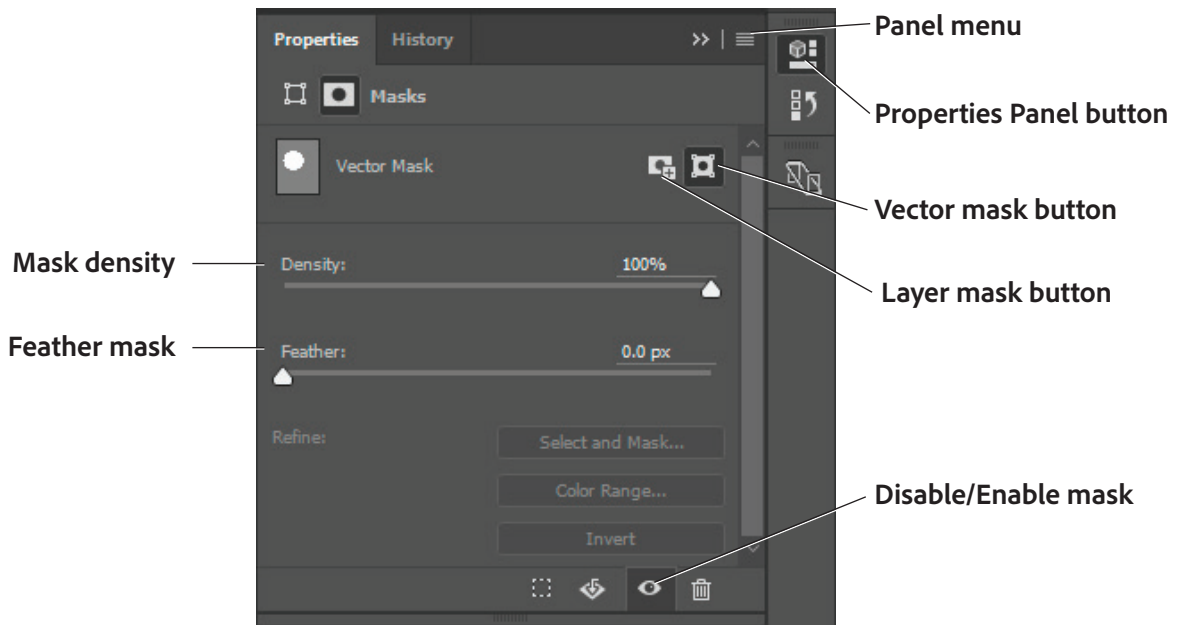 Panel menu
Properties History
Masks
Properties Panel button
Vector Mask
Vector mask button
Mask density
Density: 100%
Layer mask button
Feather mask
Feather: 0.0 px
Refine: Select and Mask...
Color Range...
Disable/Enable mask
Invert